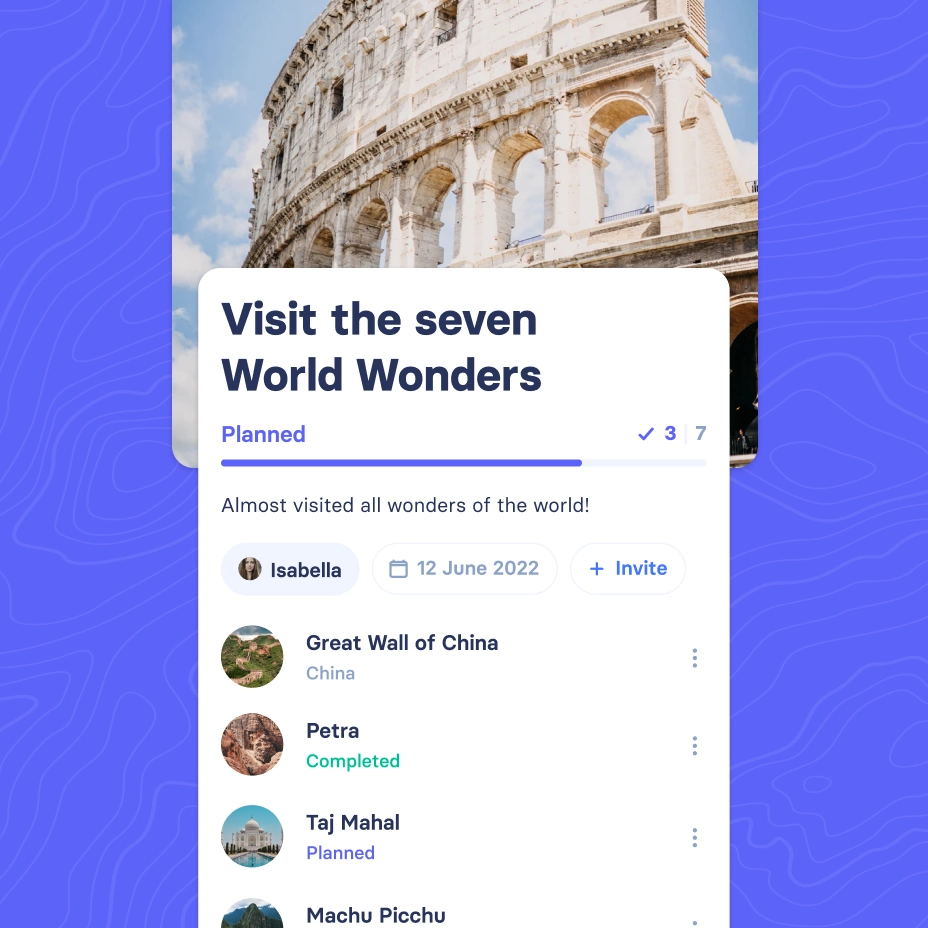 Visit the seven
World Wonders
Planned
3 7
Almost visited all wonders of the world!
Isabella
12 June 2022
+ Invite
Great Wall of China
China
Petra
Completed
Taj Mahal
Planned
Machu Picchu